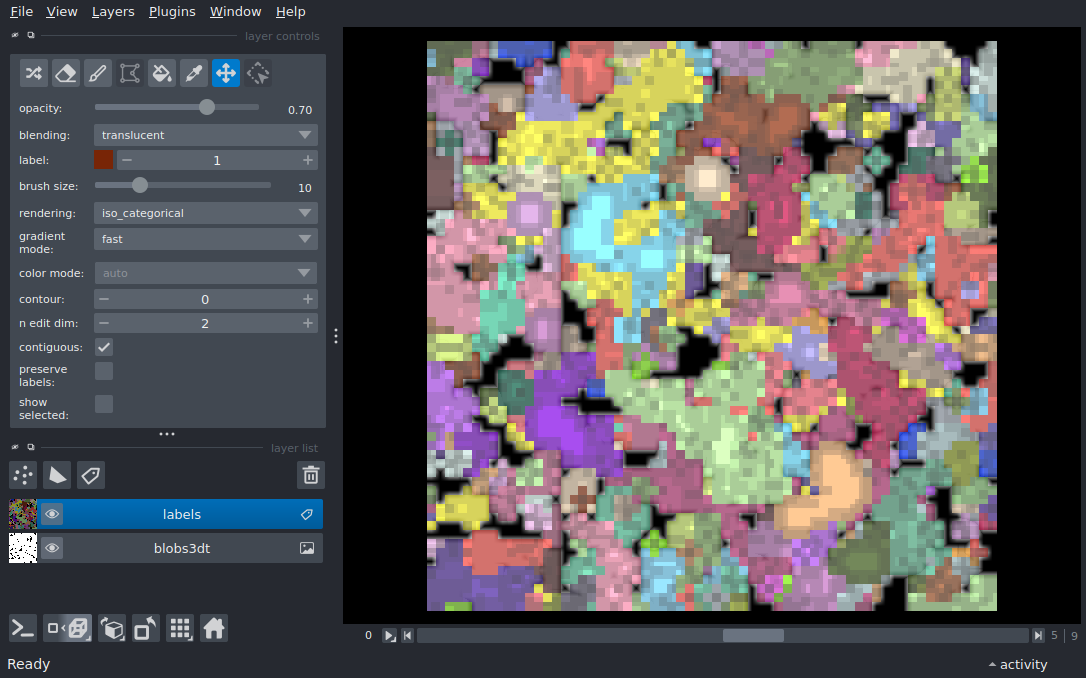 File View Layers Plugins Window Help
layer controls
opacity: 0.70
blending: translucent
label: 1
brush size: 10
rendering: iso_categorical
gradient
mode: fast
color mode: auto
contour: 0
n edit dim: 2
contiguous:
preserve
labels:
show
selected:
layer list
labels
blobs3dt
0 5 9
Ready activity